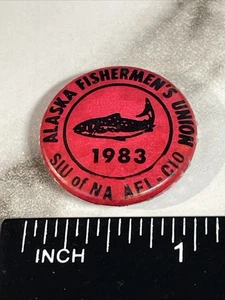 ALASKA FISHERMEN'S UNION
1983
SIU of NA AFL-CIO
INCH 1